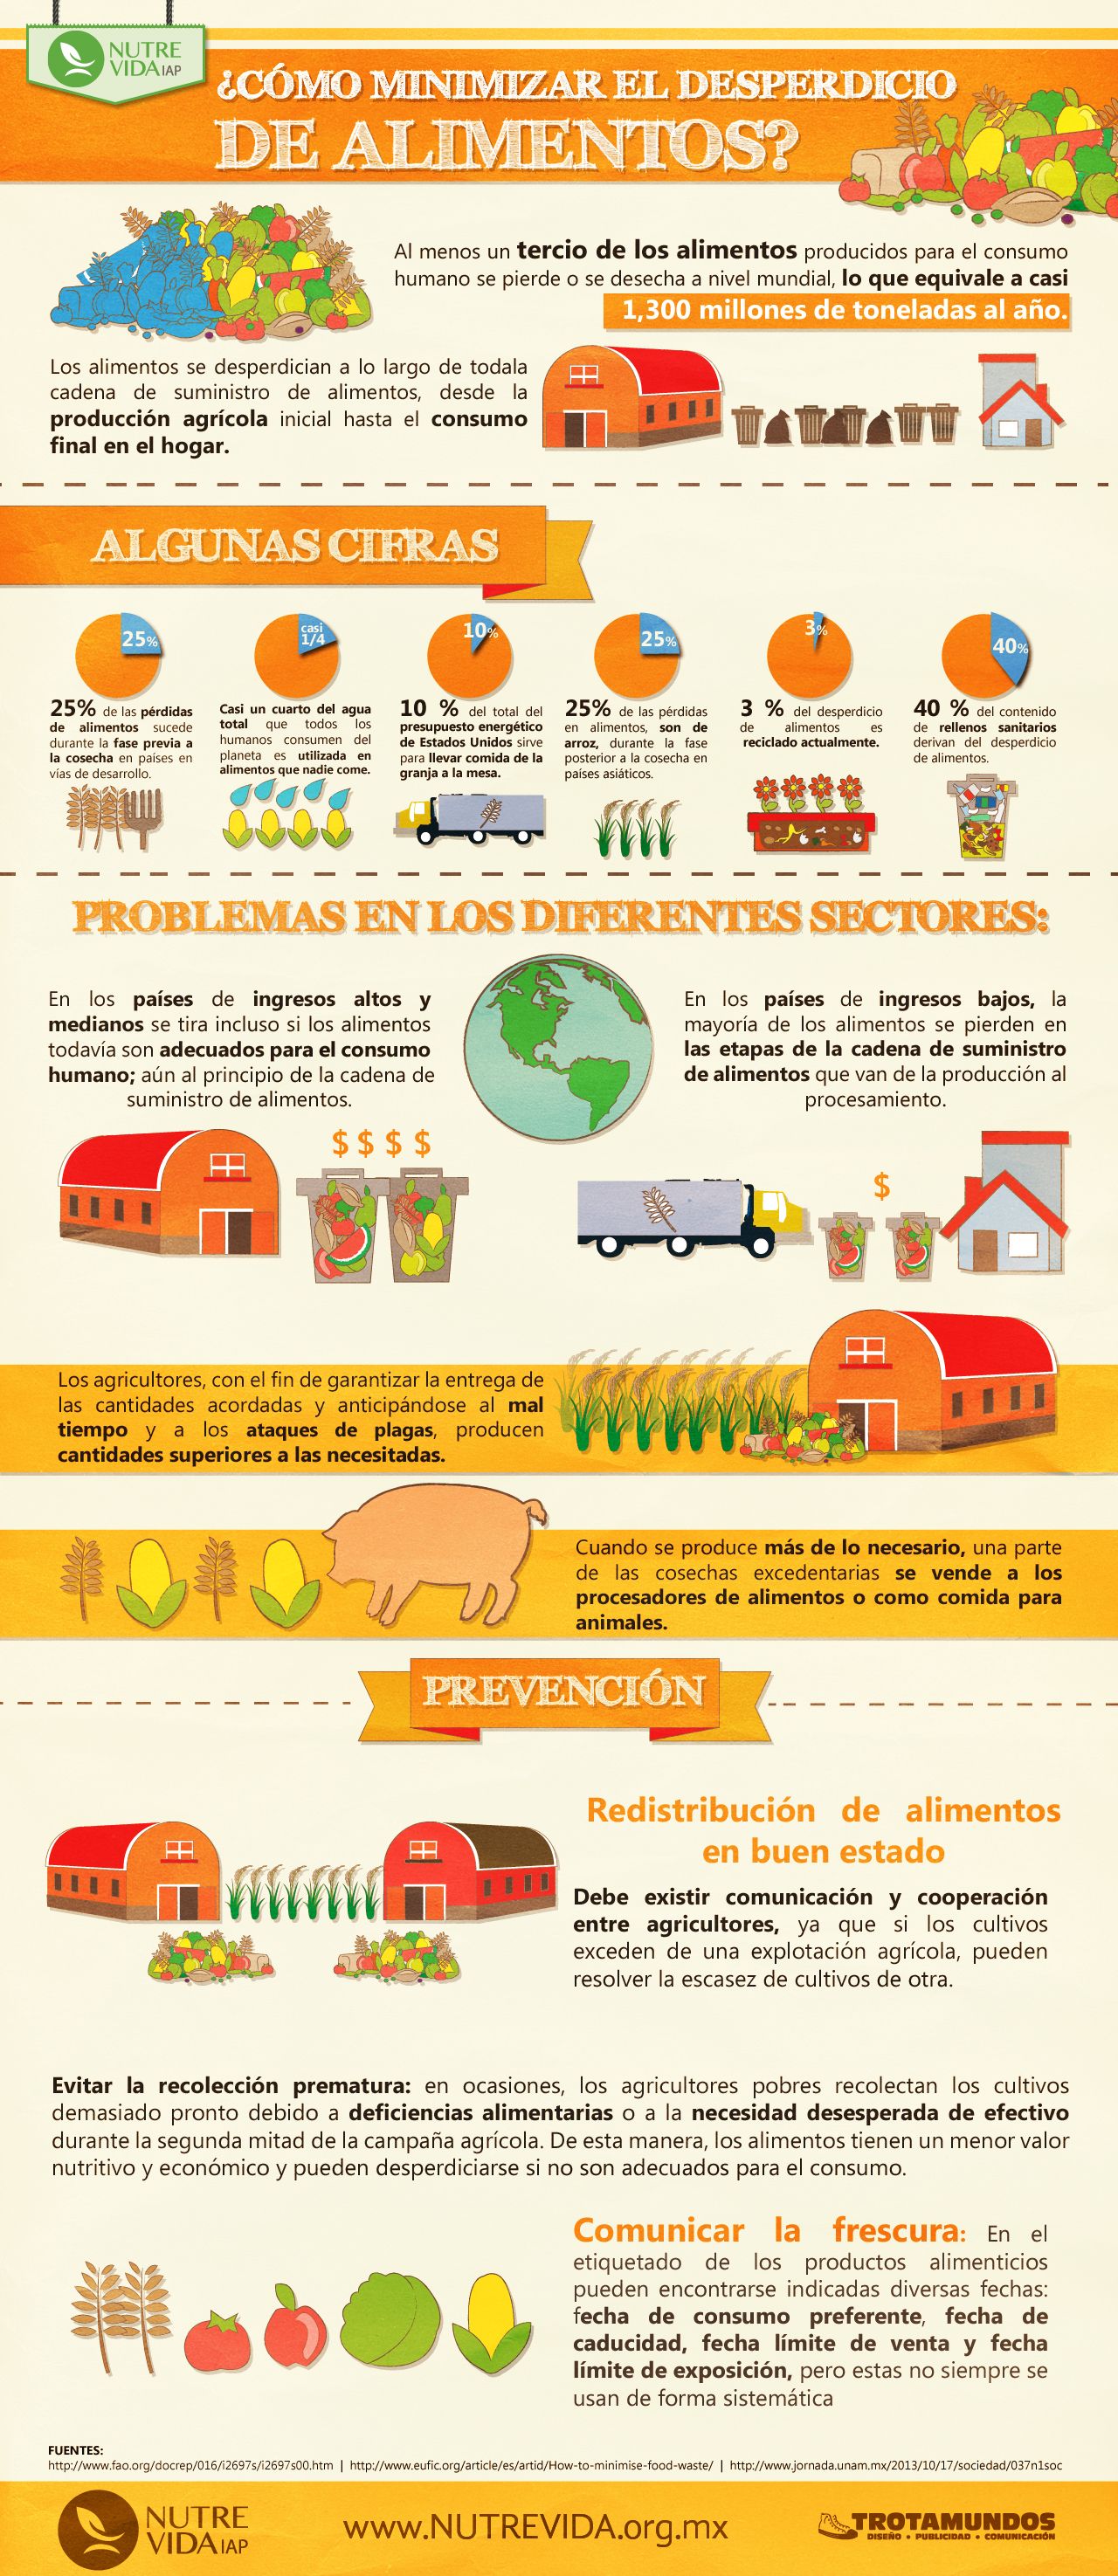 NUTRE
VIDA IAP
¿CÓMO MINIMIZAR EL DESPERDICIO
DE ALIMENTOS?
Al menos un tercio de los alimentos producidos para el consumo
humano se pierde o se desecha a nivel mundial, lo que equivale a casi
1,300 millones de toneladas al año.
Los alimentos se desperdician a lo largo de todala
cadena de suministro de alimentos, desde la
producción agrícola inicial hasta el consumo
final en el hogar.
ALGUNAS CIFRAS
25%
25% de las pérdidas
de alimentos sucede
durante la fase previa a
la cosecha en países en
vías de desarrollo.
casi
1/4
Casi un cuarto del agua
total que todos los
humanos consumen del
planeta es utilizada en
alimentos que nadie come.
10%
10 % del total del
presupuesto energético
de Estados Unidos sirve
para llevar comida de la
granja a la mesa.
25%
25% de las pérdidas
en alimentos, son de
arroz, durante la fase
posterior a la cosecha en
países asiáticos.
3%
3 % del desperdicio
de alimentos es
reciclado actualmente.
40%
40 % del contenido
de rellenos sanitarios
derivan del desperdicio
de alimentos.
PROBLEMAS EN LOS DIFERENTES SECTORES:
En los países de ingresos altos y
medianos se tira incluso si los alimentos
todavía son adecuados para el consumo
humano; aún al principio de la cadena de
suministro de alimentos.
En los países de ingresos bajos, la
mayoría de los alimentos se pierden en
las etapas de la cadena de suministro
de alimentos que van de la producción al
procesamiento.
$ $ $ $
$
Los agricultores, con el fin de garantizar la entrega de
las cantidades acordadas y anticipándose al mal
tiempo y a los ataques de plagas, producen
cantidades superiores a las necesitadas.
Cuando se produce más de lo necesario, una parte
de las cosechas excedentarias se vende a los
procesadores de alimentos o como comida para
animales.
PREVENCIÓN
Redistribución de alimentos
en buen estado
Debe existir comunicación y cooperación
entre agricultores, ya que si los cultivos
exceden de una explotación agrícola, pueden
resolver la escasez de cultivos de otra.
Evitar la recolección prematura: en ocasiones, los agricultores pobres recolectan los cultivos
demasiado pronto debido a deficiencias alimentarias o a la necesidad desesperada de efectivo
durante la segunda mitad de la campaña agrícola. De esta manera, los alimentos tienen un menor valor
nutritivo y económico y pueden desperdiciarse si no son adecuados para el consumo.
Comunicar la frescura: En el
etiquetado de los productos alimenticios
pueden encontrarse indicadas diversas fechas:
fecha de consumo preferente, fecha de
caducidad, fecha límite de venta y fecha
límite de exposición, pero estas no siempre se
usan de forma sistemática
FUENTES:
http://www.fao.org/docrep/016/i2697s/i2697s00.htm | http://www.eufic.org/article/es/artid/How-to-minimise-food-waste/ | http://www.jornada.unam.mx/2013/10/17/sociedad/037n1soc
NUTRE
VIDA IAP
www.NUTREVIDA.org.mx
TROTAMUNDOS
DISEÑO • PUBLICIDAD • COMUNICACIÓN